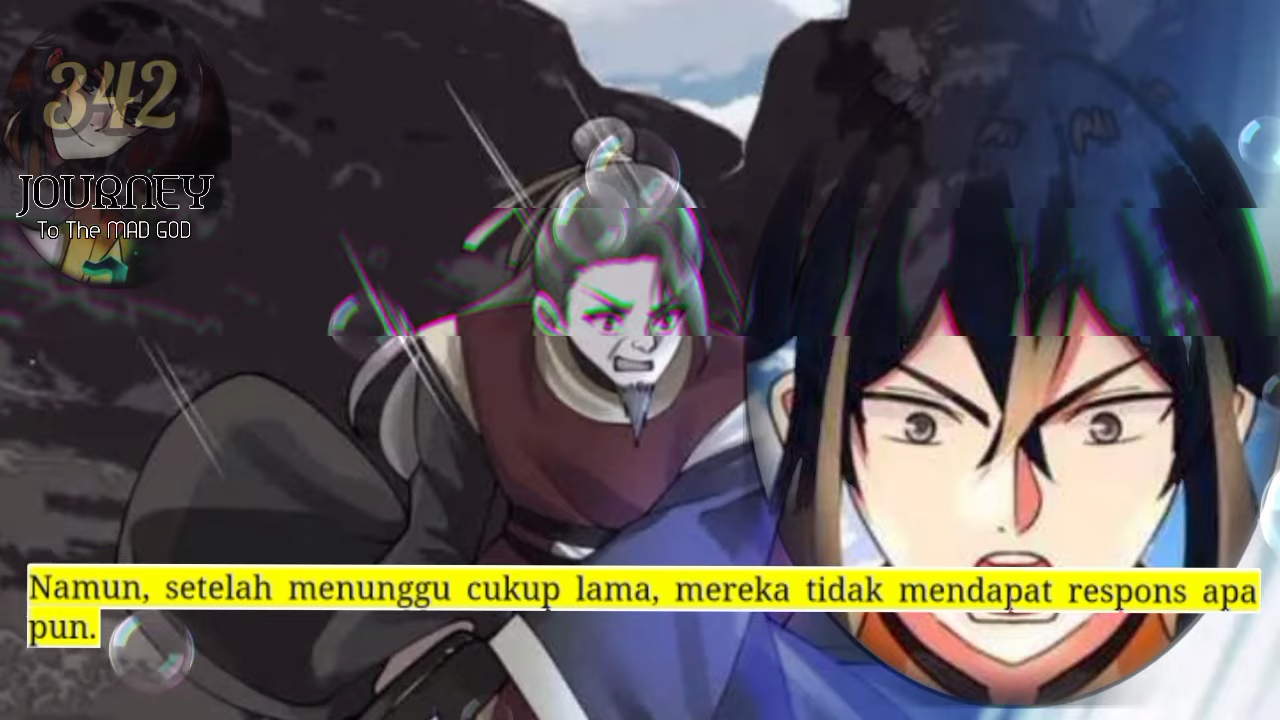 342
JOURNEY
To The MAD GOD
Namun, setelah menunggu cukup lama, mereka tidak mendapat respons apa
pun.